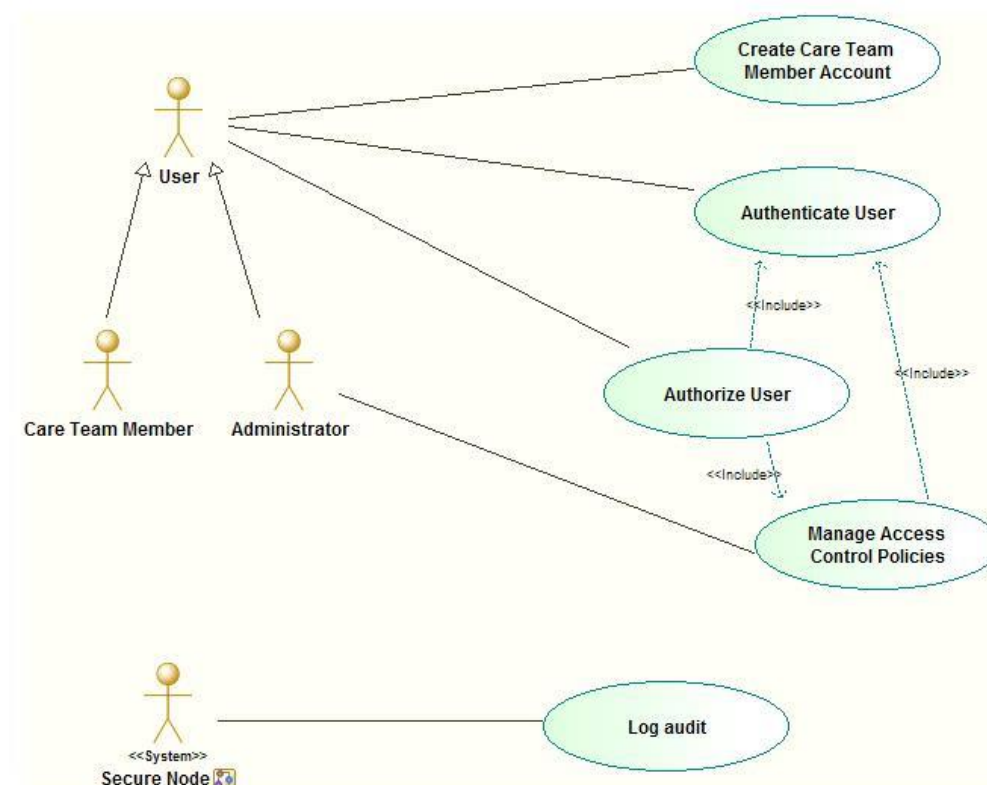 Create Care Team
Member Account
User
Authenticate User
<<Include>>
<<Include>>
Authorize User
Care Team Member
Administrator
<<Include>>
Manage Access
Control Policies
Log audit
<<System>>
Secure Node